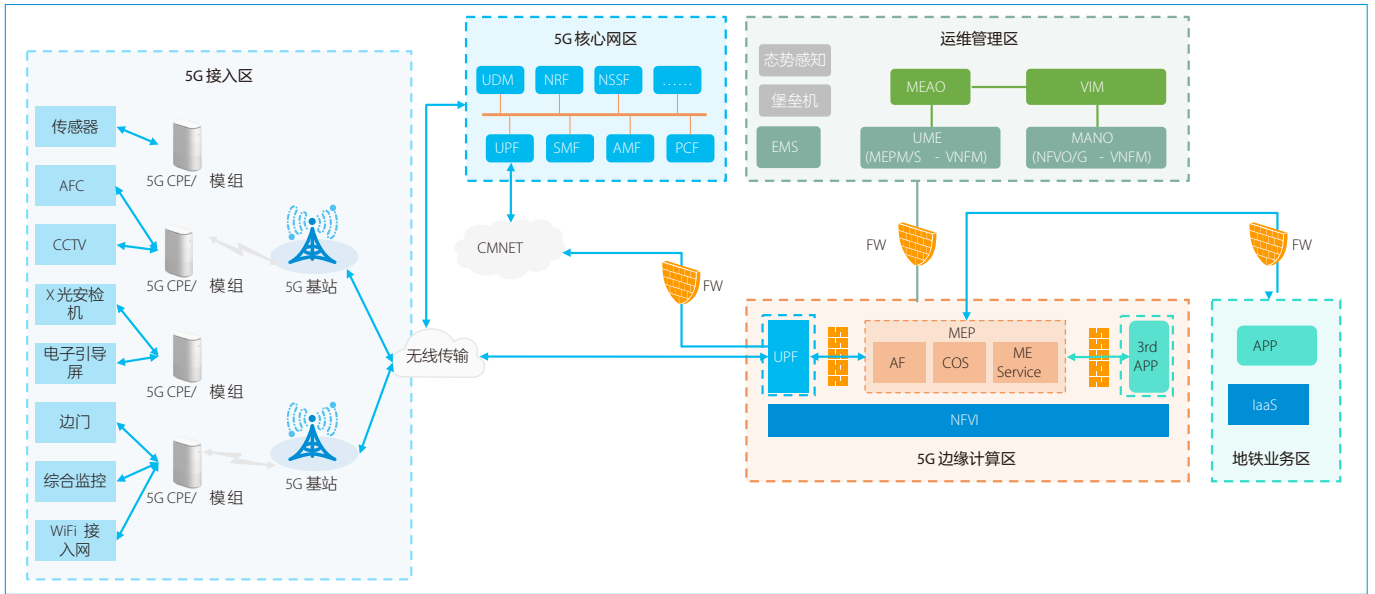 5G 接入区
传感器
5G CPE/ 模组
AFC
CCTV
5G CPE/ 模组
5G 基站
X 光安检
机
电子引导
屏
5G CPE/ 模组
边门
综合监控
WiFi 接
入网
5G CPE/ 模组
5G 基站
无线传输
5G 核心网区
UDM
NRF
NSSF
……
UPF
SMF
AMF
PCF
CMNET
FW
运维管理区
态势感知
堡垒机
EMS
MEAO
VIM
UME
(MEPM/S - VNFM)
MANO
(NFVO/G - VNFM)
FW
FW
UPF
MEP
AF
COS
ME
Service
3rd
APP
NFVI
5G 边缘计算区
APP
IaaS
地铁业务区